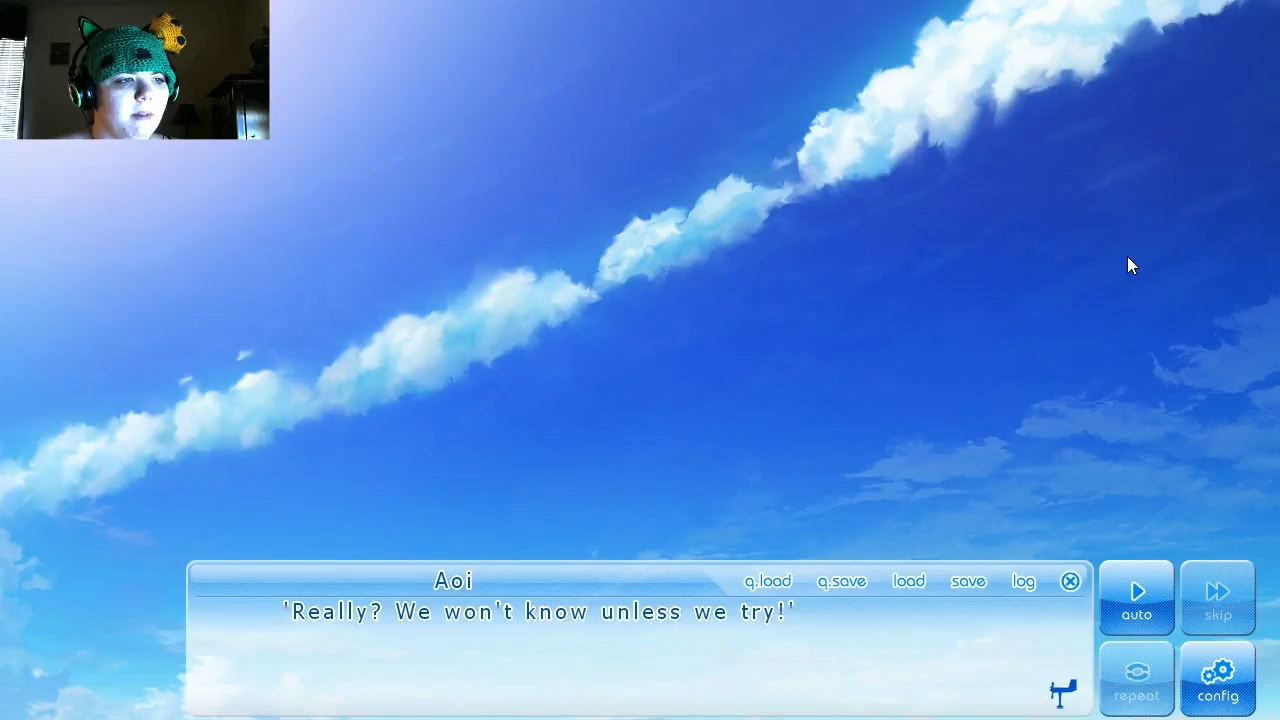 Aoi
q.load q.save load save log
'Really? We won't know unless we try!'
auto
skip
repeat
config